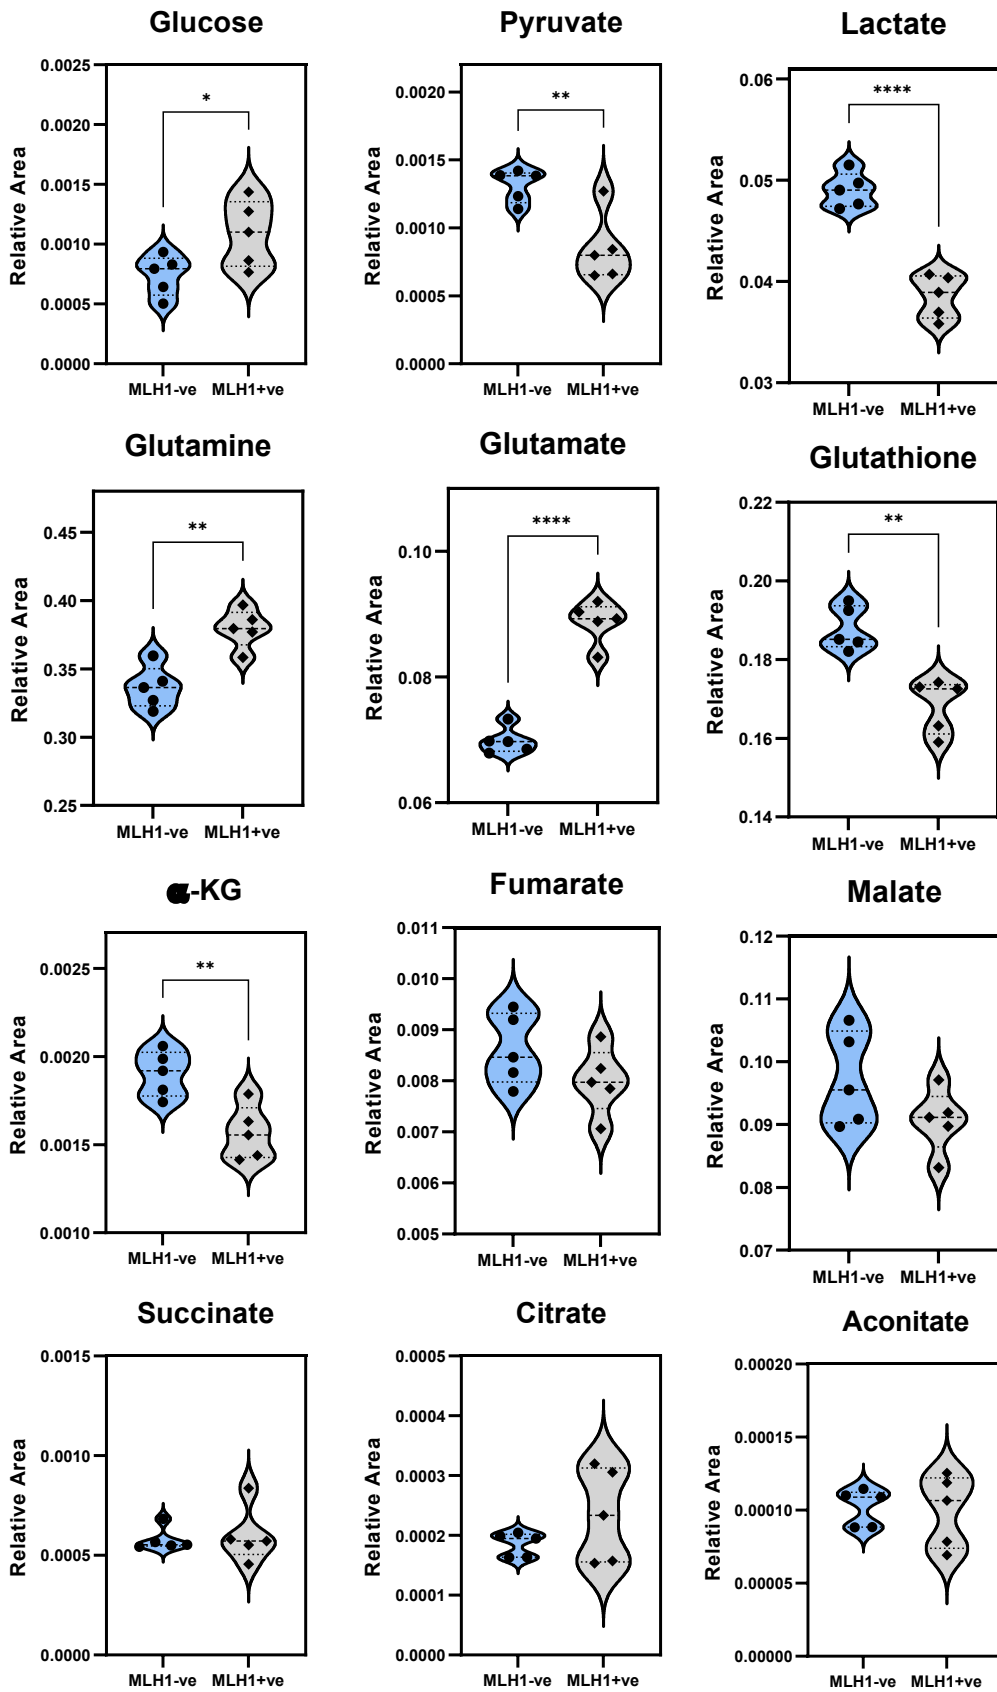 Glucose
Relative Area
0.0025
0.0020
0.0015
0.0010
0.0005
0.0000
*
MLH1-ve MLH1+ve
Pyruvate
Relative Area
0.0020
0.0015
0.0010
0.0005
0.0000
**
MLH1-ve MLH1+ve
Lactate
Relative Area
0.06
0.05
0.04
0.03
****
MLH1-ve MLH1+ve
Glutamine
Relative Area
0.45
0.40
0.35
0.30
0.25
**
MLH1-ve MLH1+ve
Glutamate
Relative Area
0.10
0.08
0.06
****
MLH1-ve MLH1+ve
Glutathione
Relative Area
0.22
0.20
0.18
0.16
0.14
**
MLH1-ve MLH1+ve
-KG
Relative Area
0.0025
0.0020
0.0015
0.0010
**
MLH1-ve MLH1+ve
Fumarate
Relative Area
0.011
0.010
0.009
0.008
0.007
0.006
0.005
MLH1-ve MLH1+ve
Malate
Relative Area
0.12
0.11
0.10
0.09
0.08
0.07
MLH1-ve MLH1+ve
Succinate
Relative Area
0.0015
0.0010
0.0005
0.0000
MLH1-ve MLH1+ve
Citrate
Relative Area
0.0005
0.0004
0.0003
0.0002
0.0001
0.0000
MLH1-ve MLH1+ve
Aconitate
Relative Area
0.00020
0.00015
0.00010
0.00005
0.00000
MLH1-ve MLH1+ve